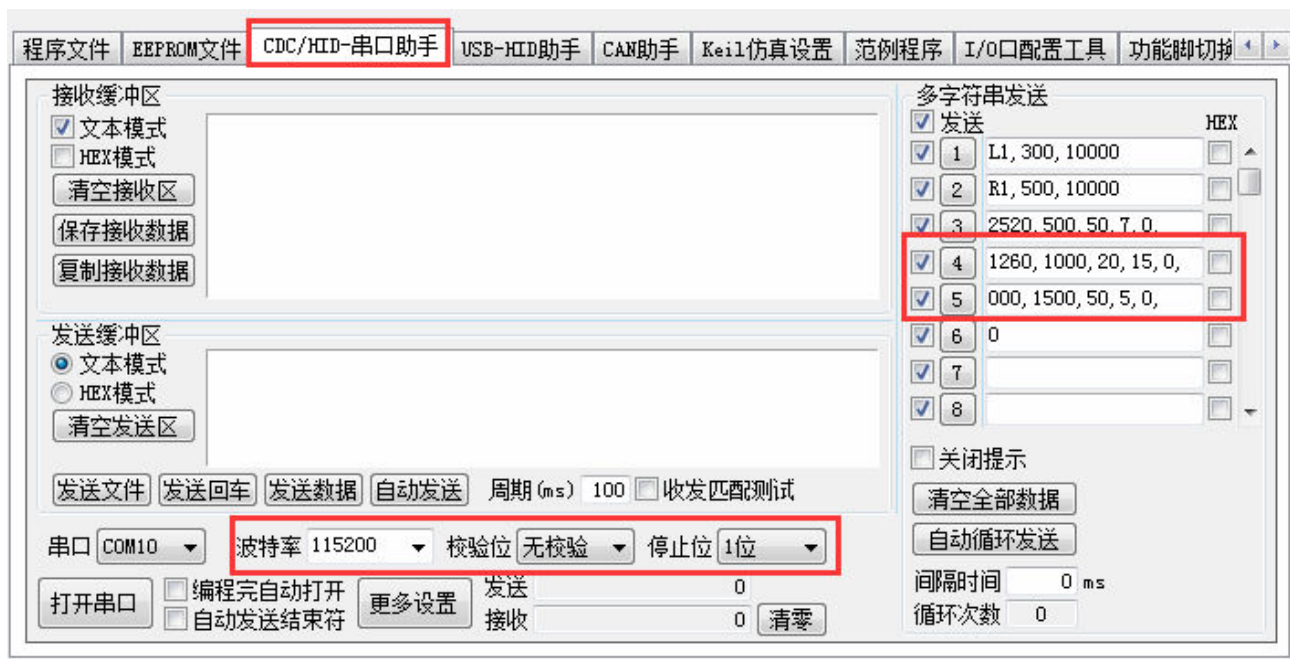 程序文件 EEPROM文件 CDC/HID-串口助手 USB-HID助手 CAN助手 Keil仿真设置 范例程序 I/O口配置工具 功能脚切换
接收缓冲区
文本模式
HEX模式
清空接收区
保存接收数据
复制接收数据
发送缓冲区
文本模式
HEX模式
清空发送区
发送文件 发送回车 发送数据 自动发送 周期(ms) 100 收发匹配测试
串口 COM10 波特率 115200 校验位 无校验 停止位 1位
打开串口 编程完自动打开 自动发送结束符 更多设置 发送 0
接收 0 清零
多字符串发送
发送 HEX
1 L1,300,10000
2 R1,500,10000
3 2520,500,50,7,0,
4 1260,1000,20,15,0,
5 000,1500,50,5,0,
6 0
7
8
关闭提示
清空全部数据
自动循环发送
间隔时间 0 ms
循环次数 0